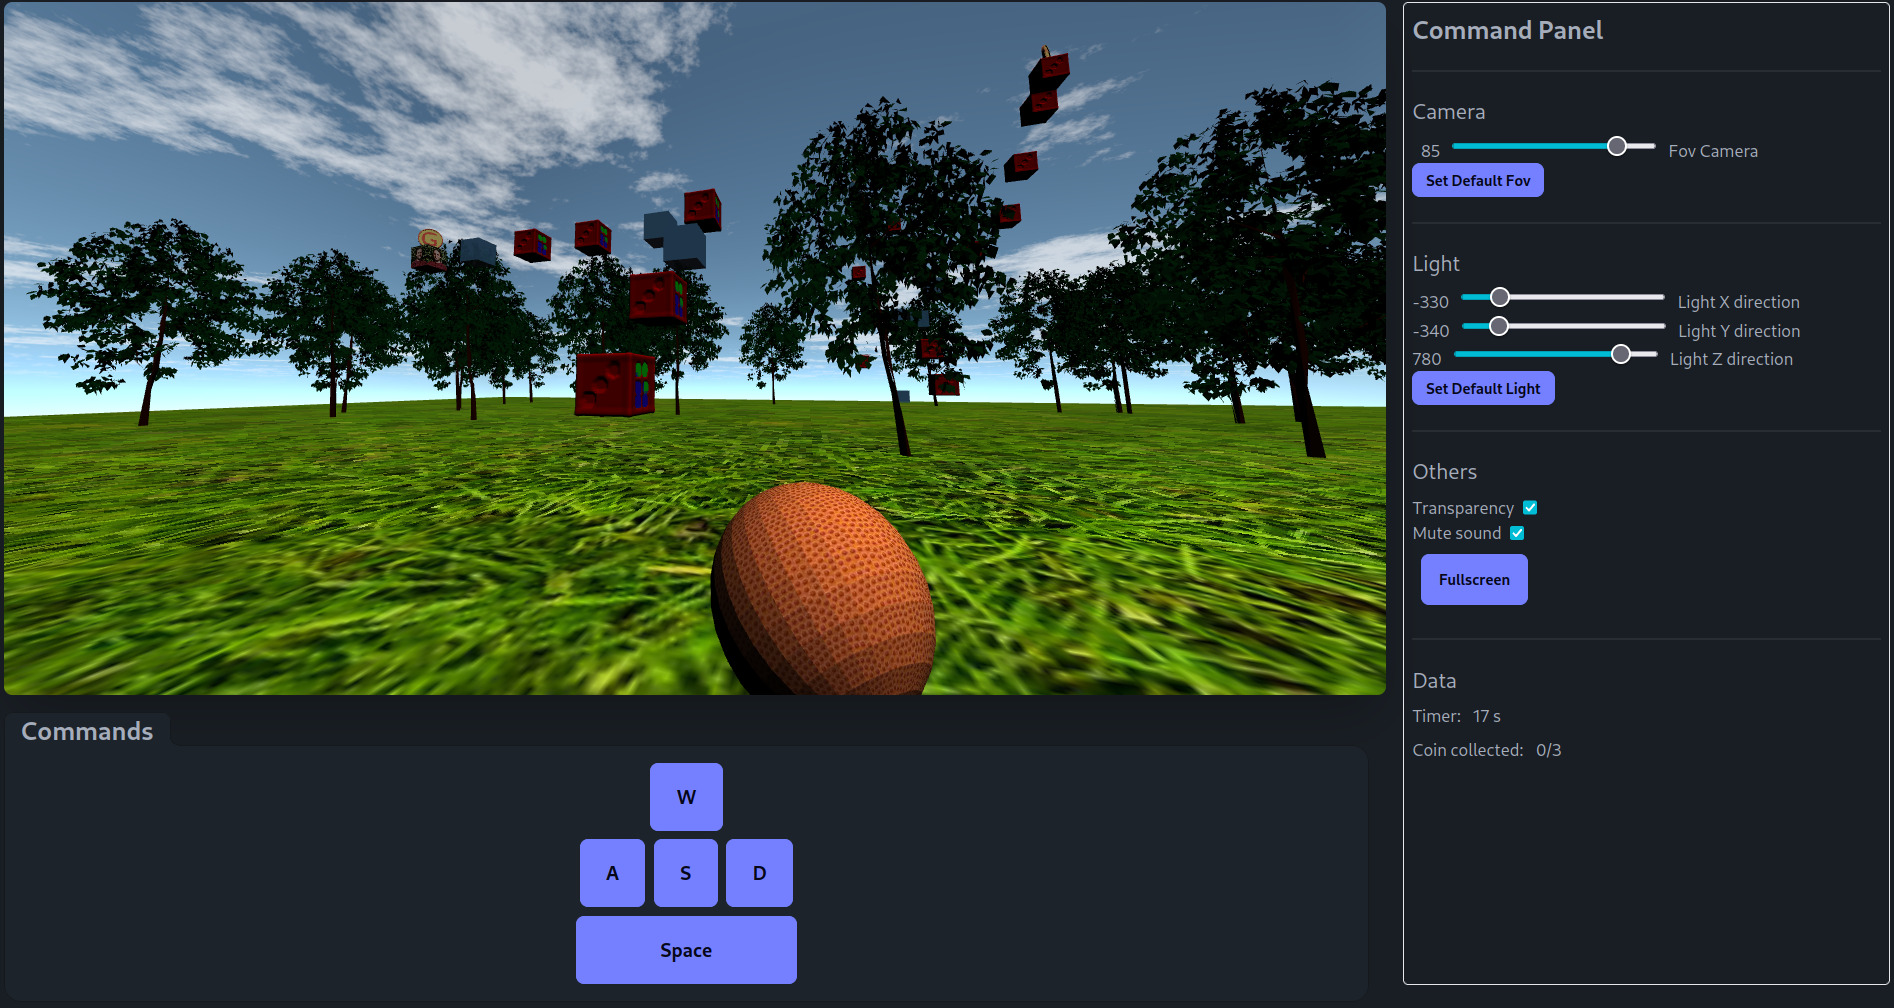 Command Panel
Camera
85 Fov Camera
Set Default Fov
Light
-330 Light X direction
-340 Light Y direction
780 Light Z direction
Set Default Light
Others
Transparency
Mute sound
Fullscreen
Data
Timer: 17 s
Coin collected: 0/3
Commands
W
A S D
Space